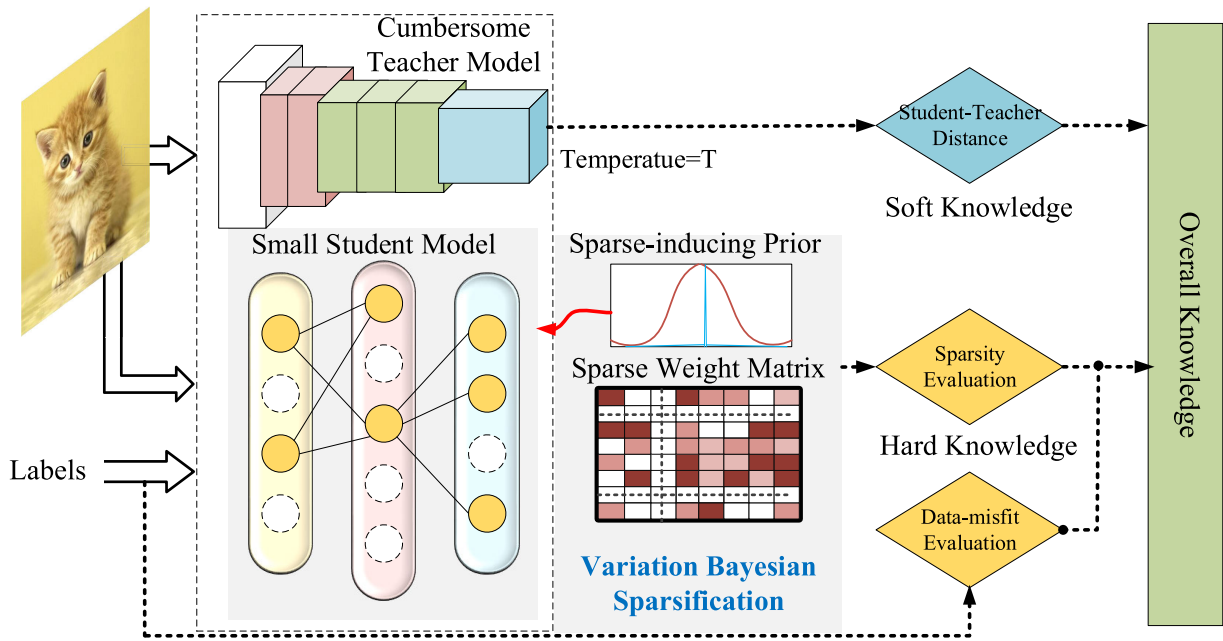 Cumbersome
Teacher Model
Temperatue=T
Student-Teacher
Distance
Soft Knowledge
Small Student Model
Sparse-inducing Prior
Sparse Weight Matrix
Sparsity
Evaluation
Hard Knowledge
Labels
Data-misfit
Evaluation
Variation Bayesian
Sparsification
Overall Knowledge